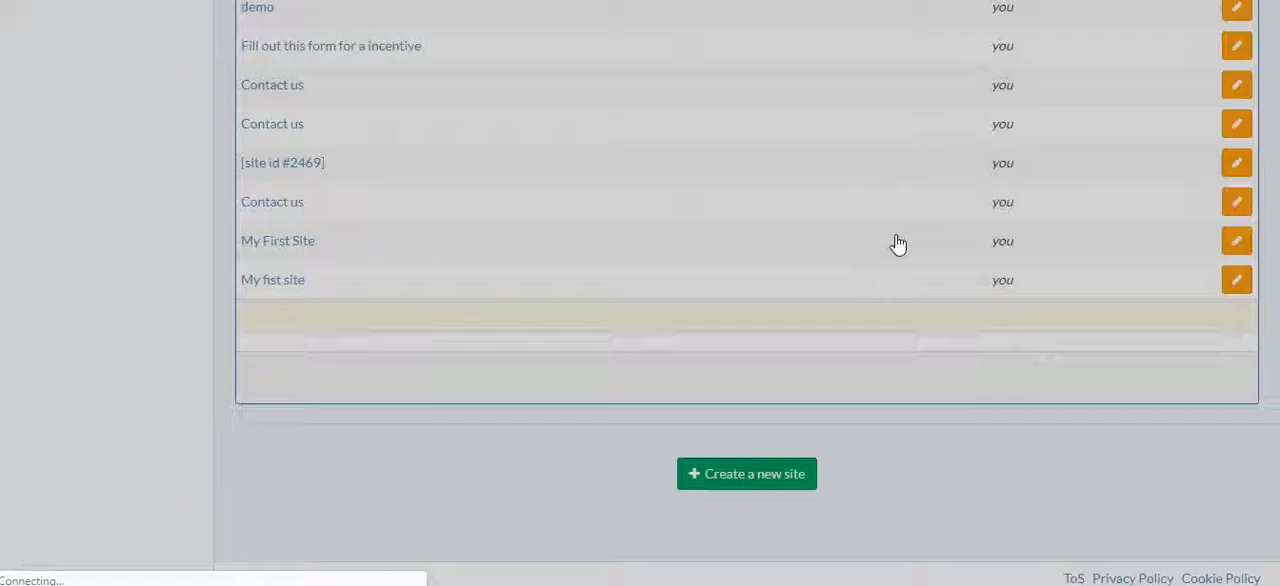 demo you
Fill out this form for a incentive you
Contact us you
Contact us you
[site id #2469] you
Contact us you
My First Site you
My fist site you
+ Create a new site
ToS Privacy Policy Cookie Policy
Connecting...